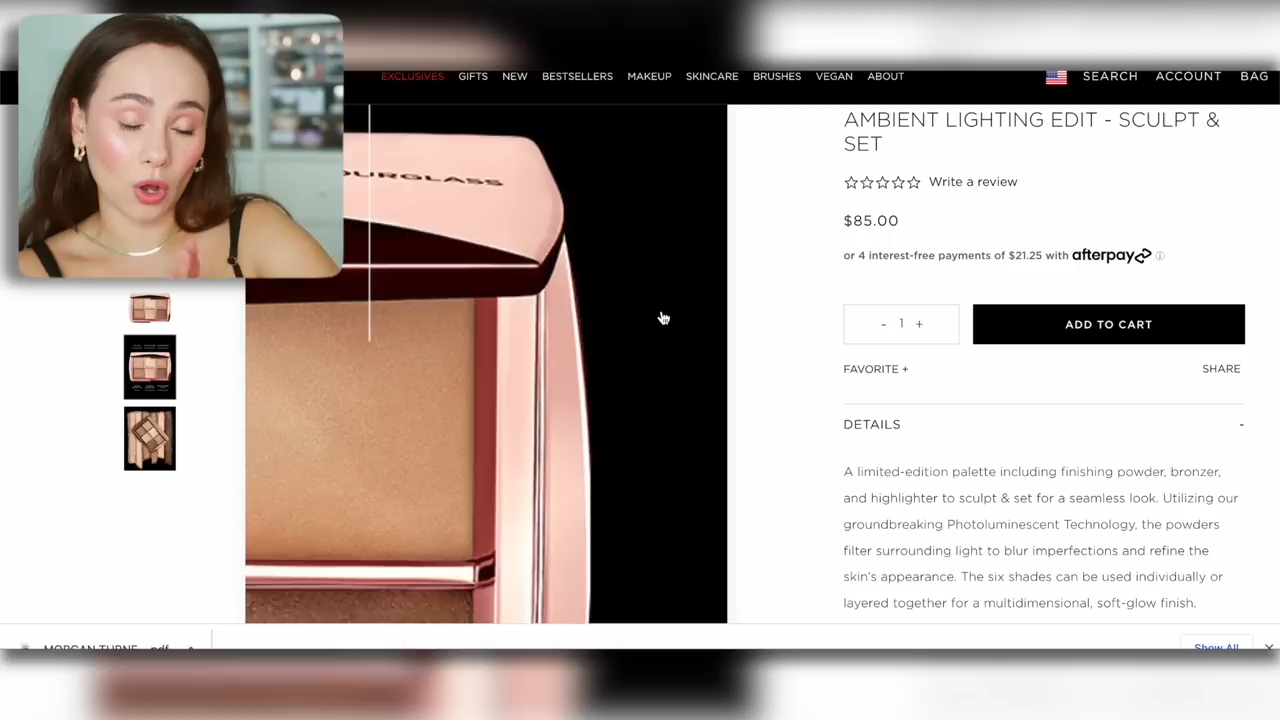 EXCLUSIVES GIFTS NEW BESTSELLERS MAKEUP SKINCARE BRUSHES VEGAN ABOUT SEARCH ACCOUNT BAG
AMBIENT LIGHTING EDIT - SCULPT &
SET
Write a review
$85.00
or 4 interest-free payments of $21.25 with afterpay
- 1 +
ADD TO CART
FAVORITE +
SHARE
DETAILS
-
A limited-edition palette including finishing powder, bronzer,
and highlighter to sculpt & set for a seamless look. Utilizing our
groundbreaking Photoluminescent Technology, the powders
filter surrounding light to blur imperfections and refine the
skin's appearance. The six shades can be used individually or
layered together for a multidimensional, soft-glow finish.
OURGLASS
Show All